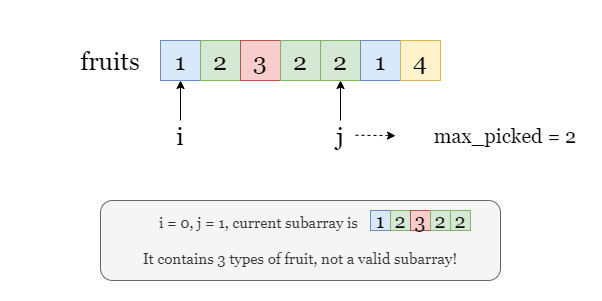 fruits 1 2 3 2 2 1 4
i j max_picked = 2
i = 0, j = 1, current subarray is 1 2 3 2 2
It contains 3 types of fruit, not a valid subarray!